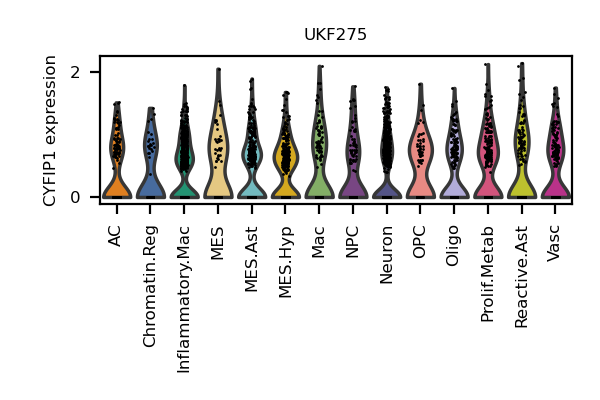 UKF275
CYFIP1 expression
2
0
AC
Chromatin.Reg
Inflammatory.Mac
MES
MES.Ast
MES.Hyp
Mac
NPC
Neuron
OPC
Oligo
Prolif.Metab
Reactive.Ast
Vasc